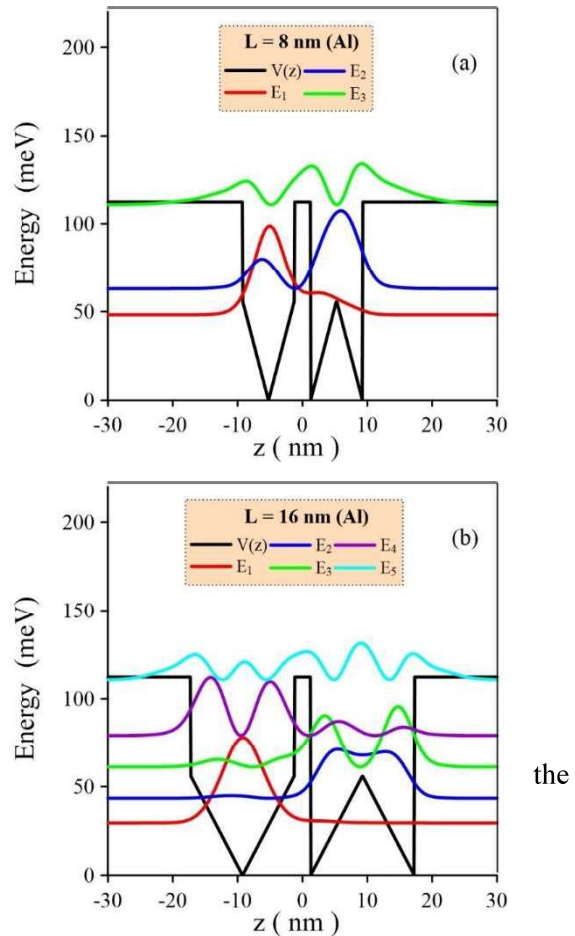 L = 8 nm (Al)
(a)
V(z) E₂
E₁ E₃
200
150
100
50
0
Energy (meV)
-30 -20 -10 0 10 20 30
z ( nm )
L = 16 nm (Al)
(b)
V(z) E₂ E₄
E₁ E₃ E₅
200
150
100
50
0
Energy (meV)
-30 -20 -10 0 10 20 30
z ( nm )
the